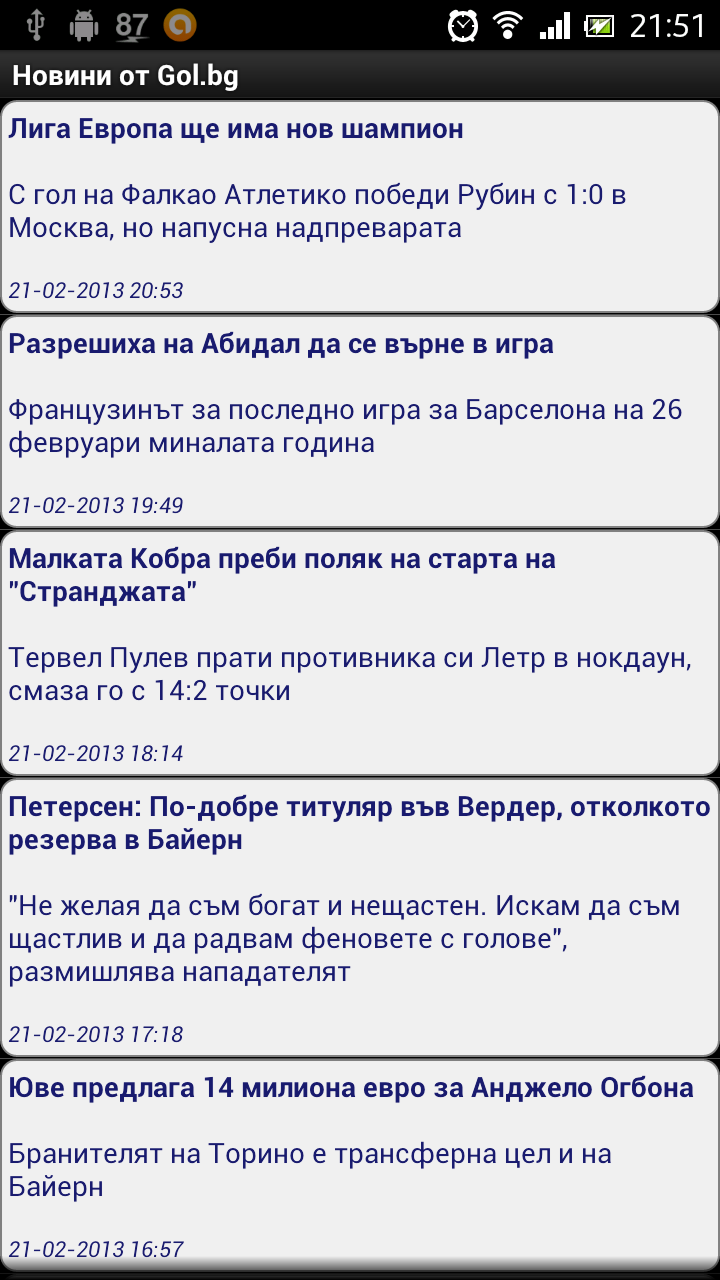 87
21:51
Новини от Gol.bg
Лига Европа ще има нов шампион
С гол на Фалкао Атлетико победи Рубин с 1:0 в
Москва, но напусна надпреварата
21-02-2013 20:53
Разрешиха на Абидал да се върне в игра
Французинът за последно игра за Барселона на 26
февруари миналата година
21-02-2013 19:49
Малката Кобра преби поляк на старта на
"Странджата"
Тервел Пулев прати противника си Летр в нокдаун,
смаза го с 14:2 точки
21-02-2013 18:14
Петерсен: По-добре титуляр във Вердер, отколкото
резерва в Байерн
"Не желая да съм богат и нещастен. Искам да съм
щастлив и да радвам феновете с голове",
размишлява нападателят
21-02-2013 17:18
Юве предлага 14 милиона евро за Анджело Огбона
Бранителят на Торино е трансферна цел и на
Байерн
21-02-2013 16:57